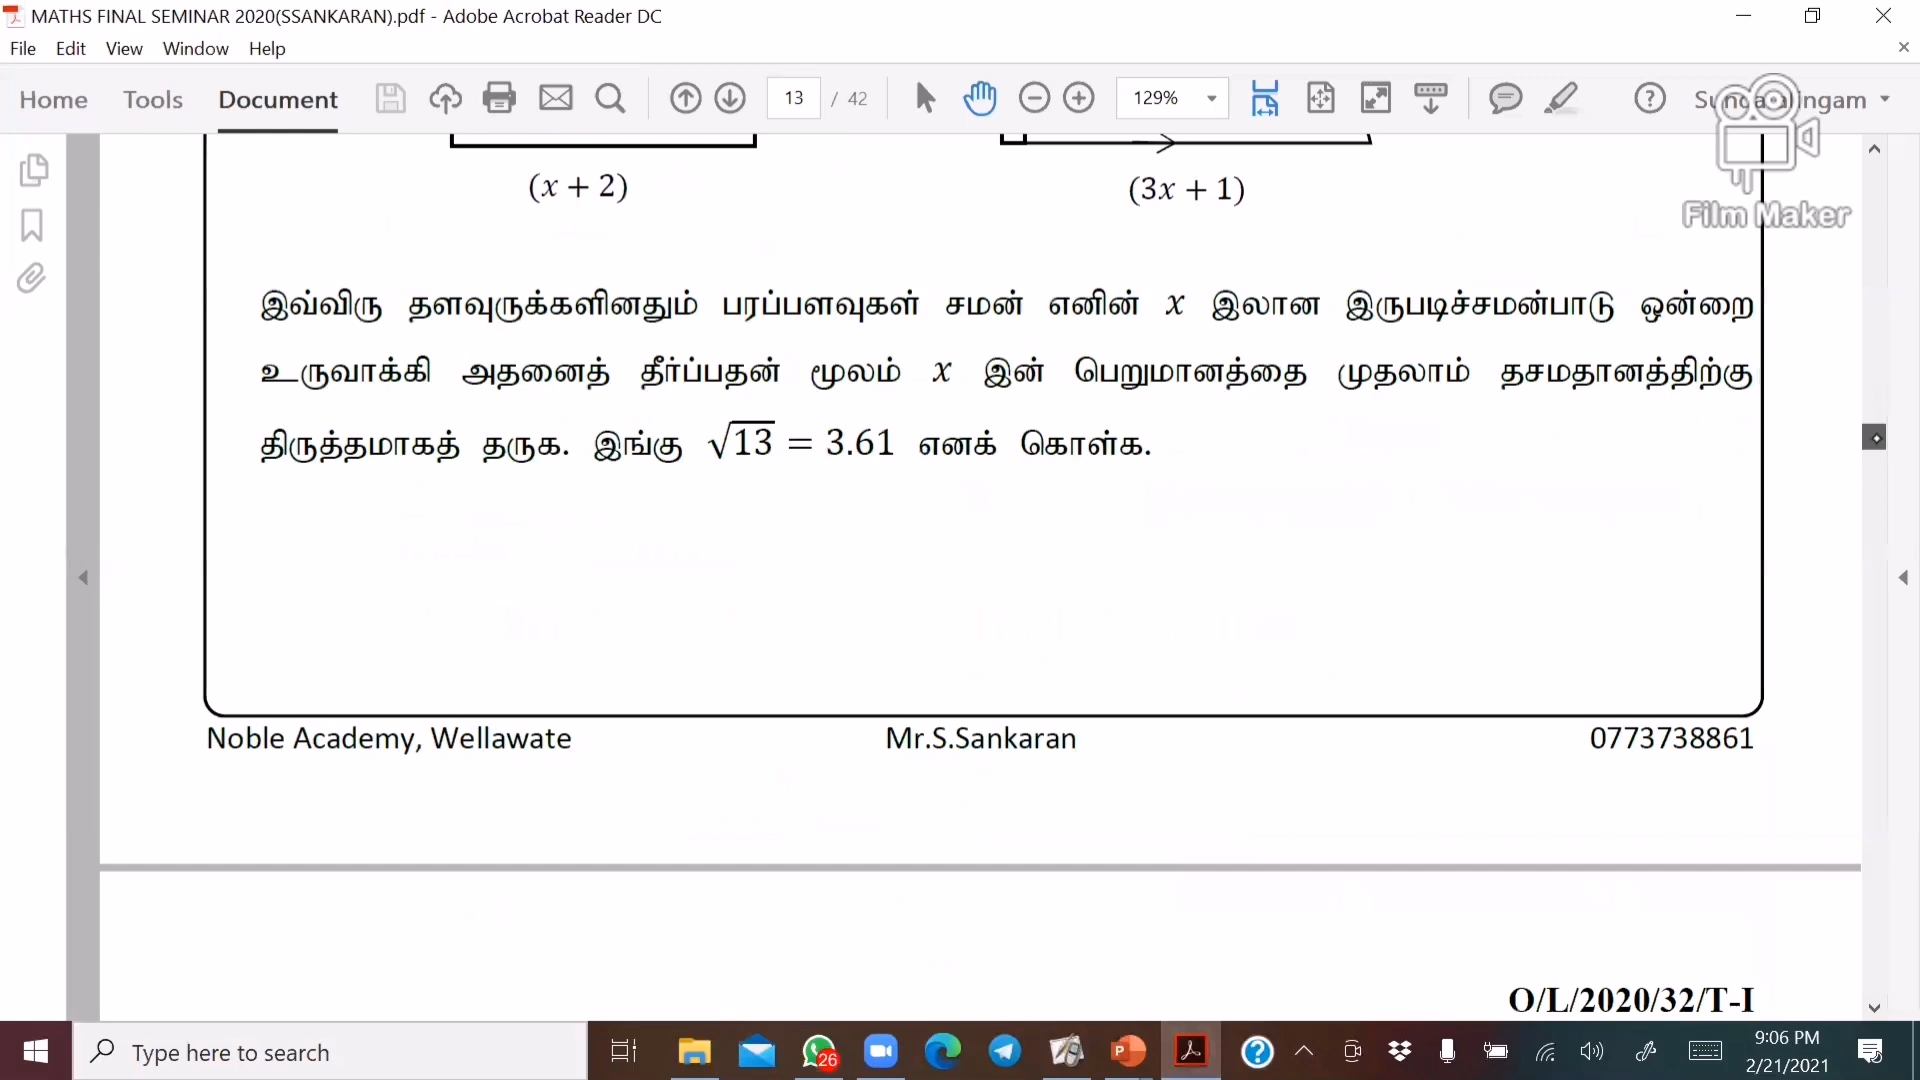 MATHS FINAL SEMINAR 2020(SSANKARAN).pdf - Adobe Acrobat Reader DC
File Edit View Window Help
Home Tools Document 13 / 42 129%
Film Maker
(x + 2) (3x + 1)
இவ்விரு தளவுருக்களினதும் பரப்பளவுகள் சமன் எனின் x இலான இருபடிச்சமன்பாடு ஒன்றை
உருவாக்கி அதனைத் தீர்ப்பதன் மூலம் x இன் பெறுமானத்தை முதலாம் தசமதானத்திற்கு
திருத்தமாகத் தருக. இங்கு √13 = 3.61 எனக் கொள்க.
Noble Academy, Wellawate Mr.S.Sankaran 0773738861
O/L/2020/32/T-I
Type here to search 26 9:06 PM
2/21/2021